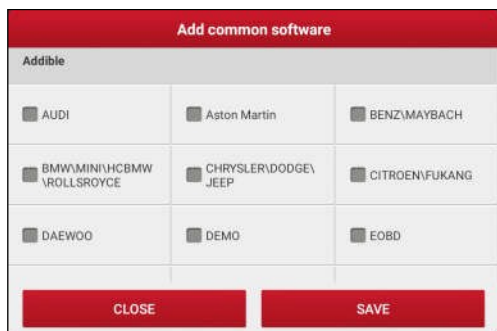 Add common software
Addible
AUDI
Aston Martin
BENZ\MAYBACH
BMW\MINI\HCBMW
\ROLLSROYCE
CHRYSLER\DODGE\
JEEP
CITROEN\FUKANG
DAEWOO
DEMO
EOBD
CLOSE
SAVE